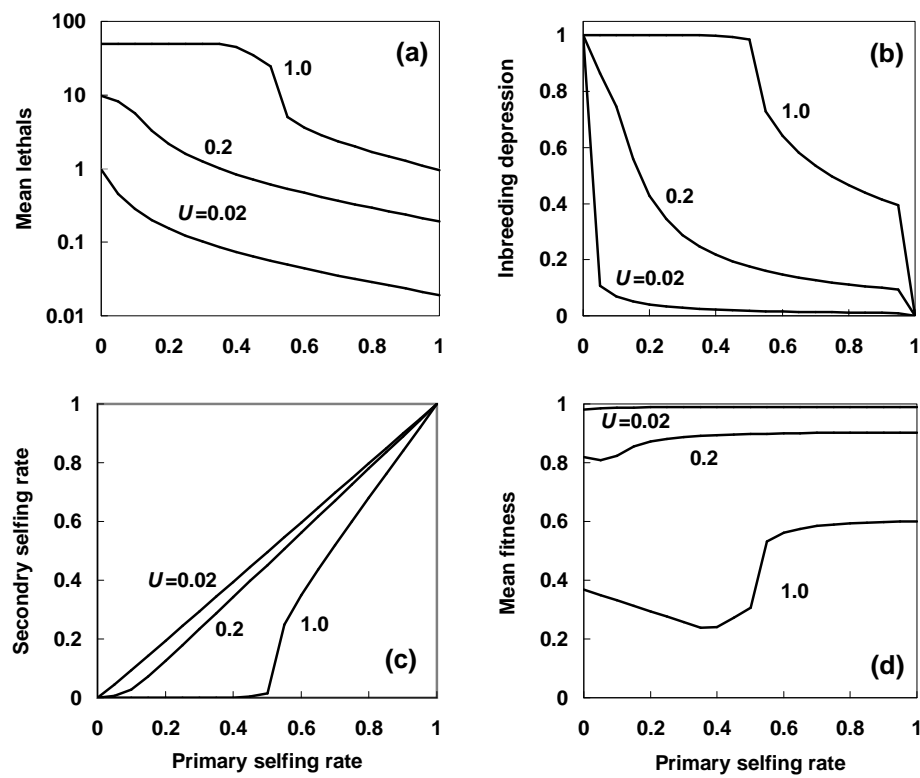 (a)
Mean lethals
100
10
1
0.1
0.01
1.0
0.2
U=0.02
0 0.2 0.4 0.6 0.8 1
(b)
Inbreeding depression
1
0.8
0.6
0.4
0.2
0
1.0
0.2
U=0.02
0 0.2 0.4 0.6 0.8 1
Secondry selfing rate
1
0.8
0.6
0.4
0.2
0
U=0.02
0.2
1.0
(c)
0 0.2 0.4 0.6 0.8 1
Primary selfing rate
Mean fitness
1
0.8
0.6
0.4
0.2
0
U=0.02
0.2
1.0
(d)
0 0.2 0.4 0.6 0.8 1
Primary selfing rate